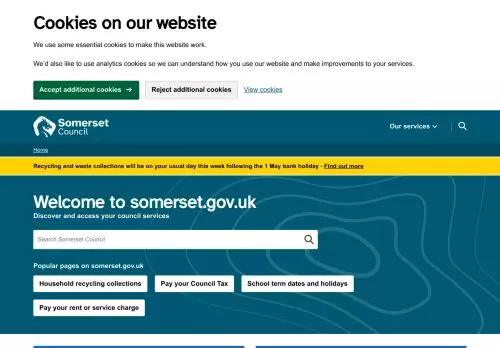 Cookies on our website
We use some essential cookies to make this website work.
We'd also like to use analytics cookies so we can understand how you use our website and make improvements to your services.
Accept additional cookies
Reject additional cookies
View cookies
Somerset
Council
Our services
Home
Recycling and waste collections will be on your usual day this week following the 1 May bank holiday - Find out more
Welcome to somerset.gov.uk
Discover and access your council services
Search Somerset Council
Popular pages on somerset.gov.uk
Household recycling collections
Pay your Council Tax
School term dates and holidays
Pay your rent or service charge